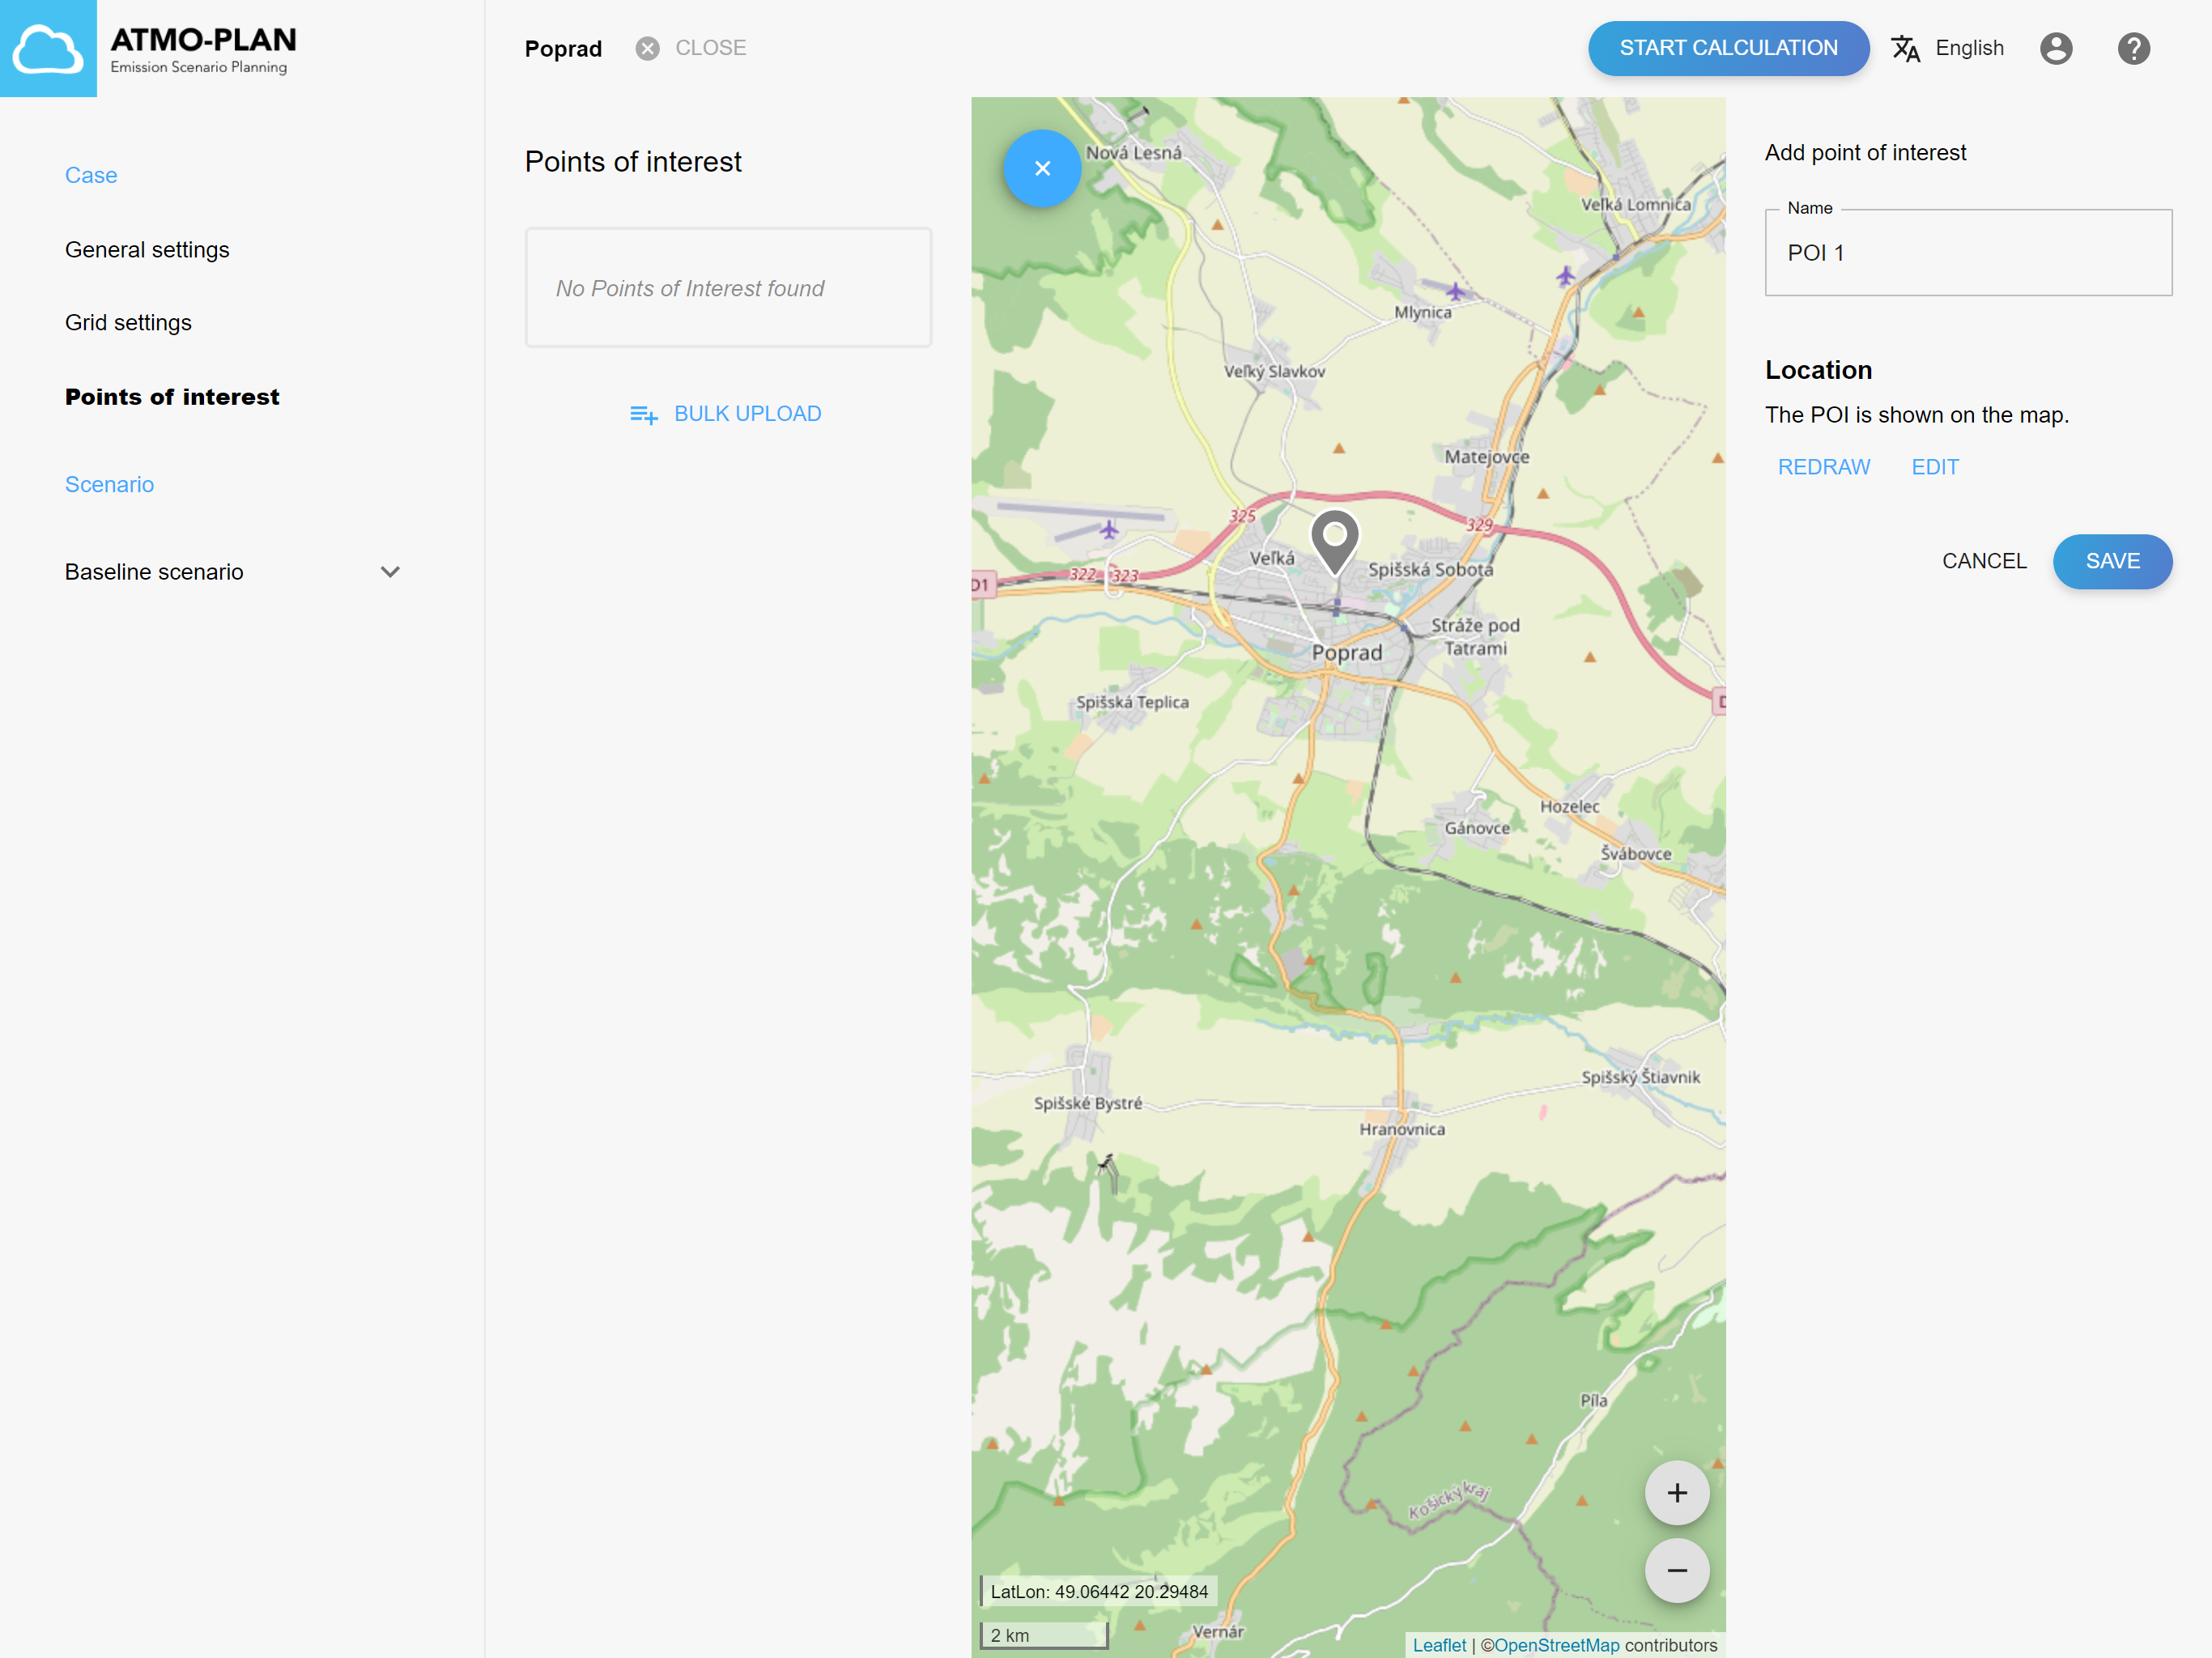 ATMO-PLAN
Emission Scenario Planning
Poprad
CLOSE
START CALCULATION
English
Case
General settings
Grid settings
Points of interest
Scenario
Baseline scenario
Points of interest
No Points of Interest found
BULK UPLOAD
Nová Lesná
Veľká Lomnica
Mlynica
Veľký Slavkov
Matejovce
325
329
Veľká
Spišská Sobota
322
323
D1
Stráže pod
Tatrami
Poprad
Spišská Teplica
Hozelec
Gánovce
Švábovce
Spišský Štiavnik
Spišské Bystré
Hranovnica
Píla
Košický kraj
Vernár
+
−
LatLon: 49.06442 20.29484
2 km
Leaflet | ©OpenStreetMap contributors
Add point of interest
Name
POI 1
Location
The POI is shown on the map.
REDRAW
EDIT
CANCEL
SAVE